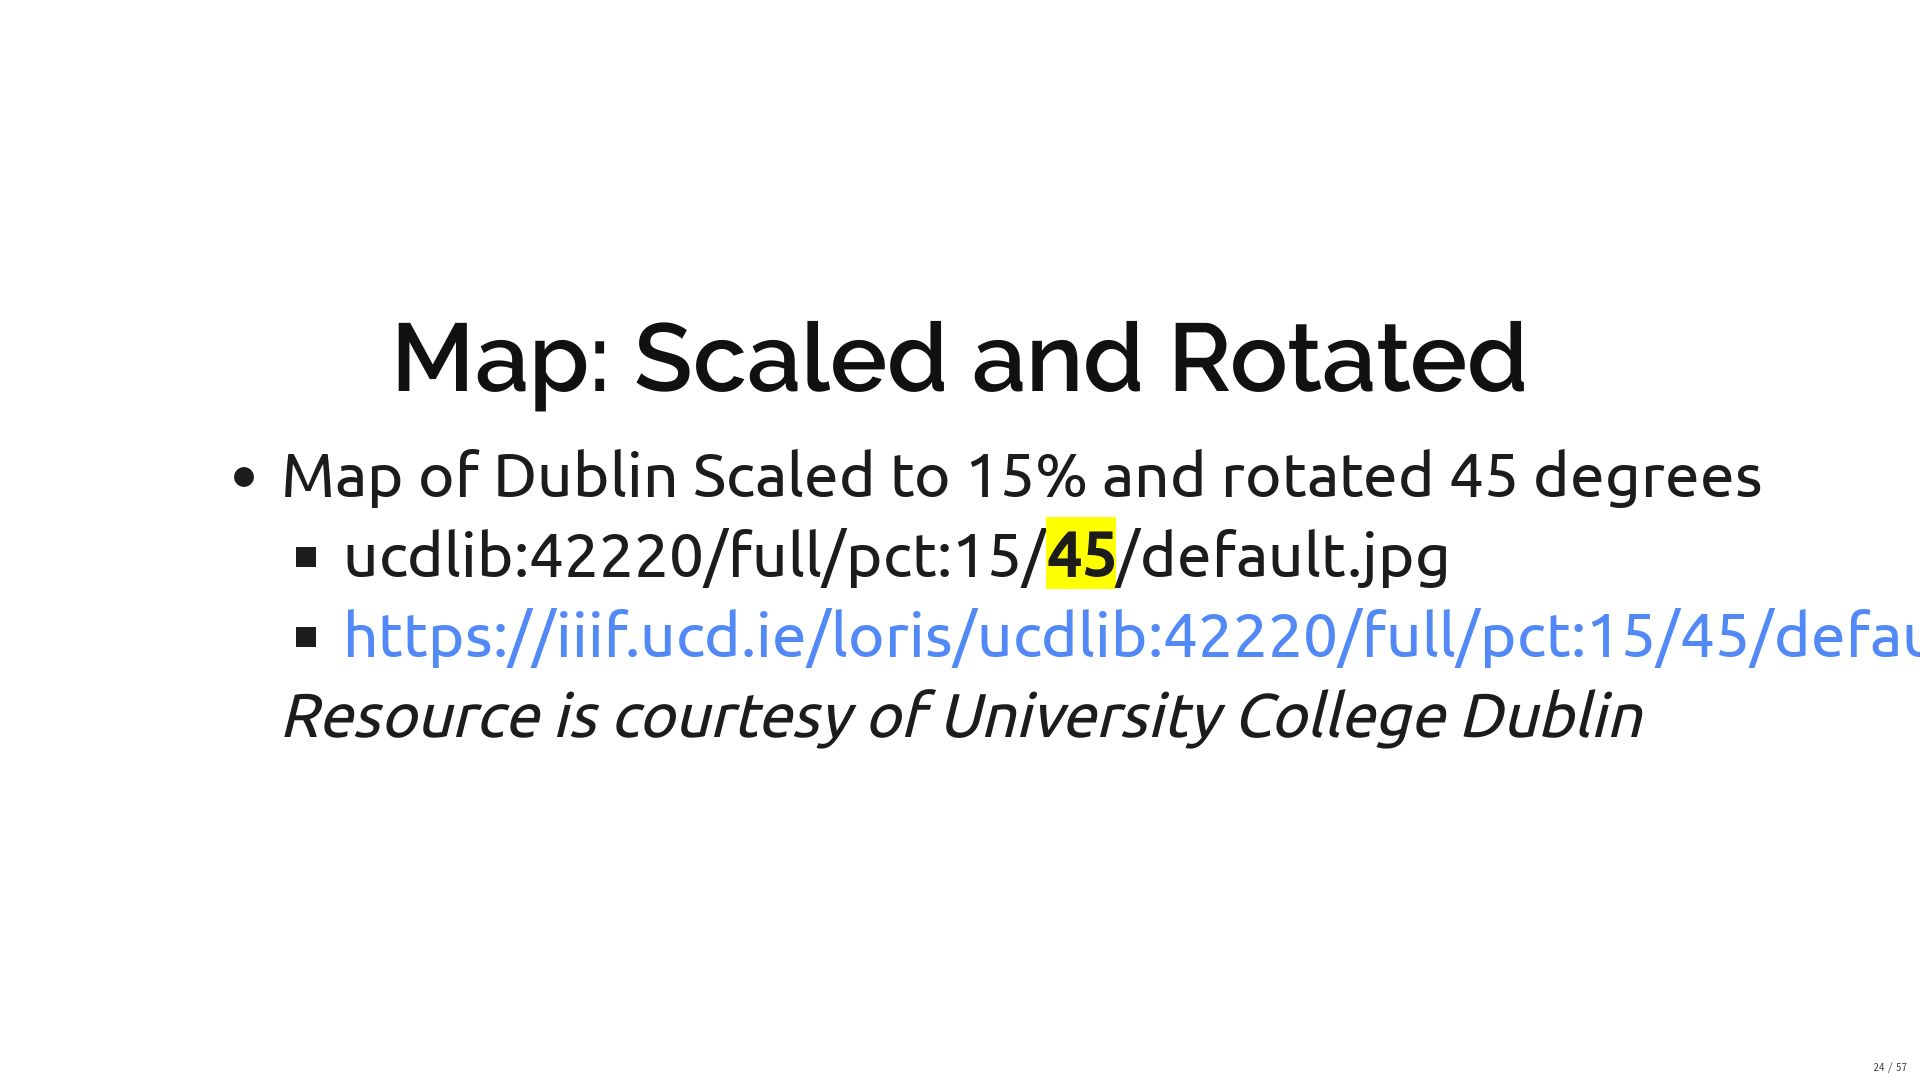 Map: Scaled and Rotated
Map of Dublin Scaled to 15% and rotated 45 degrees
ucdlib:42220/full/pct:15/45/default.jpg
https://iiif.ucd.ie/loris/ucdlib:42220/full/pct:15/45/defau
Resource is courtesy of University College Dublin
24 / 57